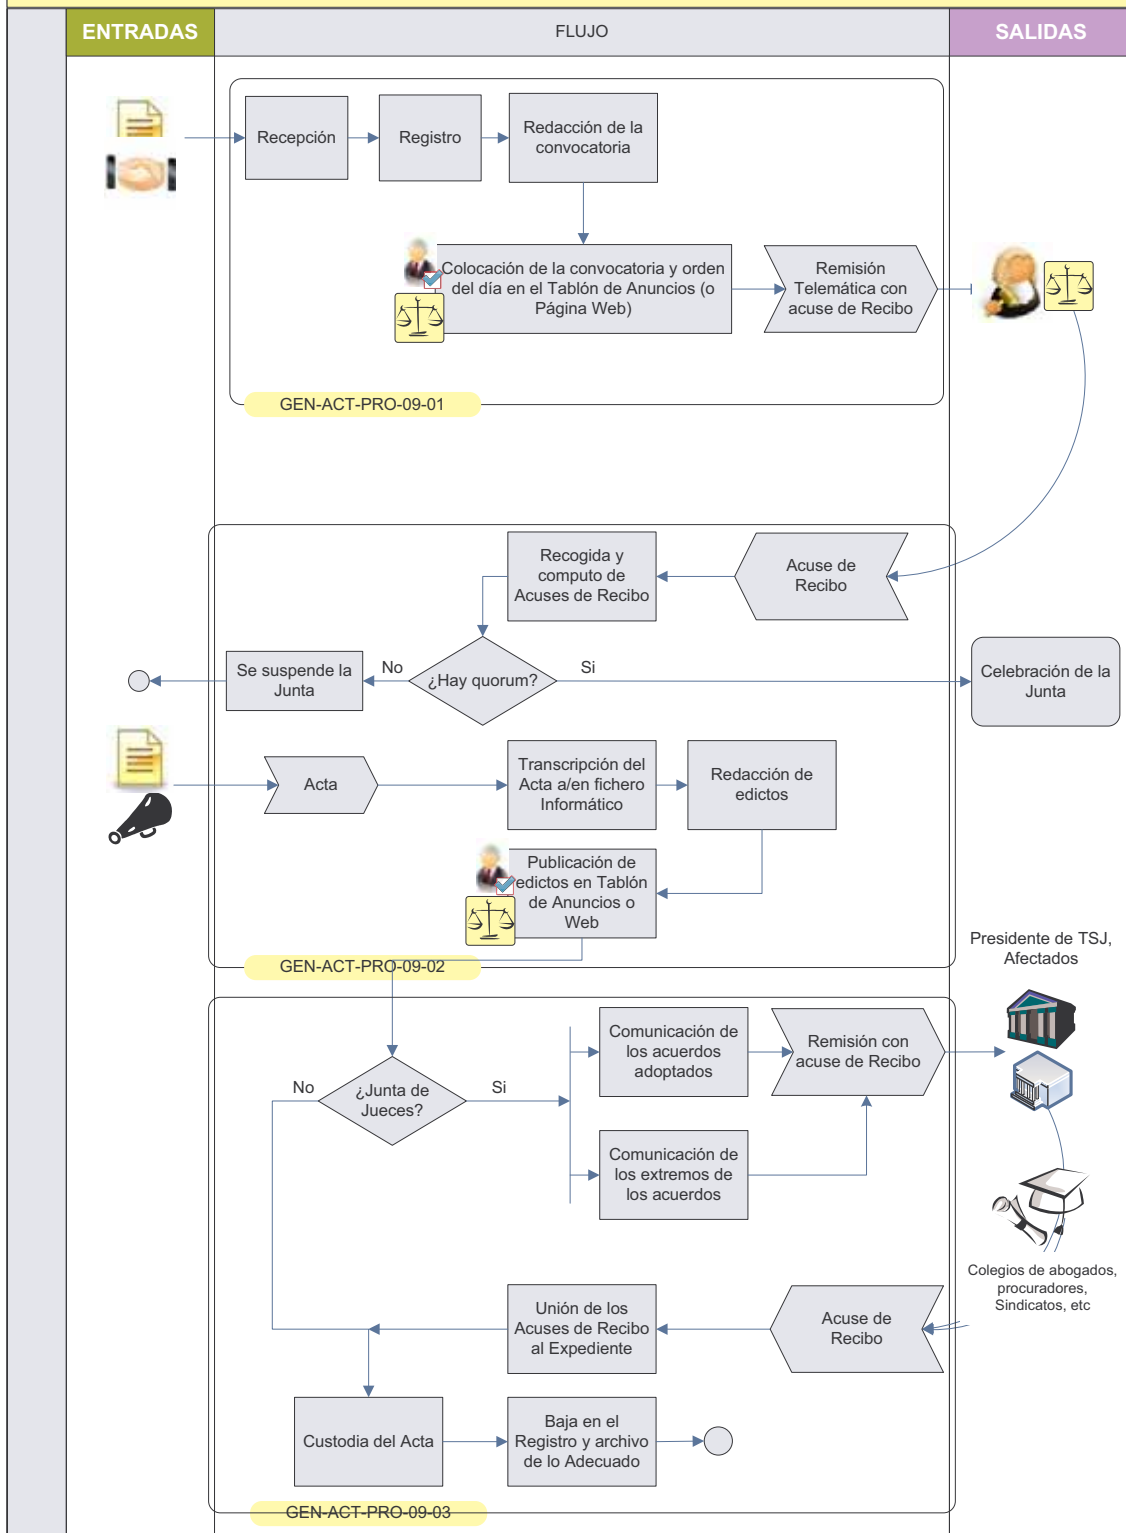 ENTRADAS
FLUJO
SALIDAS
Recepción
Registro
Redacción de la
convocatoria
Colocación de la convocatoria y orden
del día en el Tablón de Anuncios (o
Página Web)
Remisión
Telemática con
acuse de Recibo
GEN-ACT-PRO-09-01
Recogida y
computo de
Acuses de Recibo
Acuse de
Recibo
Se suspende la
Junta
No
¿Hay quorum?
Si
Celebración de la
Junta
Acta
Transcripción del
Acta a/en fichero
Informático
Redacción de
edictos
Publicación de
edictos en Tablón
de Anuncios o
Web
GEN-ACT-PRO-09-02
Presidente de TSJ,
Afectados
Comunicación de
los acuerdos
adoptados
Remisión con
acuse de Recibo
No
¿Junta de
Jueces?
Si
Comunicación de
los extremos de
los acuerdos
Colegios de abogados,
procuradores,
Sindicatos, etc
Unión de los
Acuses de Recibo
al Expediente
Acuse de
Recibo
Custodia del Acta
Baja en el
Registro y archivo
de lo Adecuado
GEN-ACT-PRO-09-03